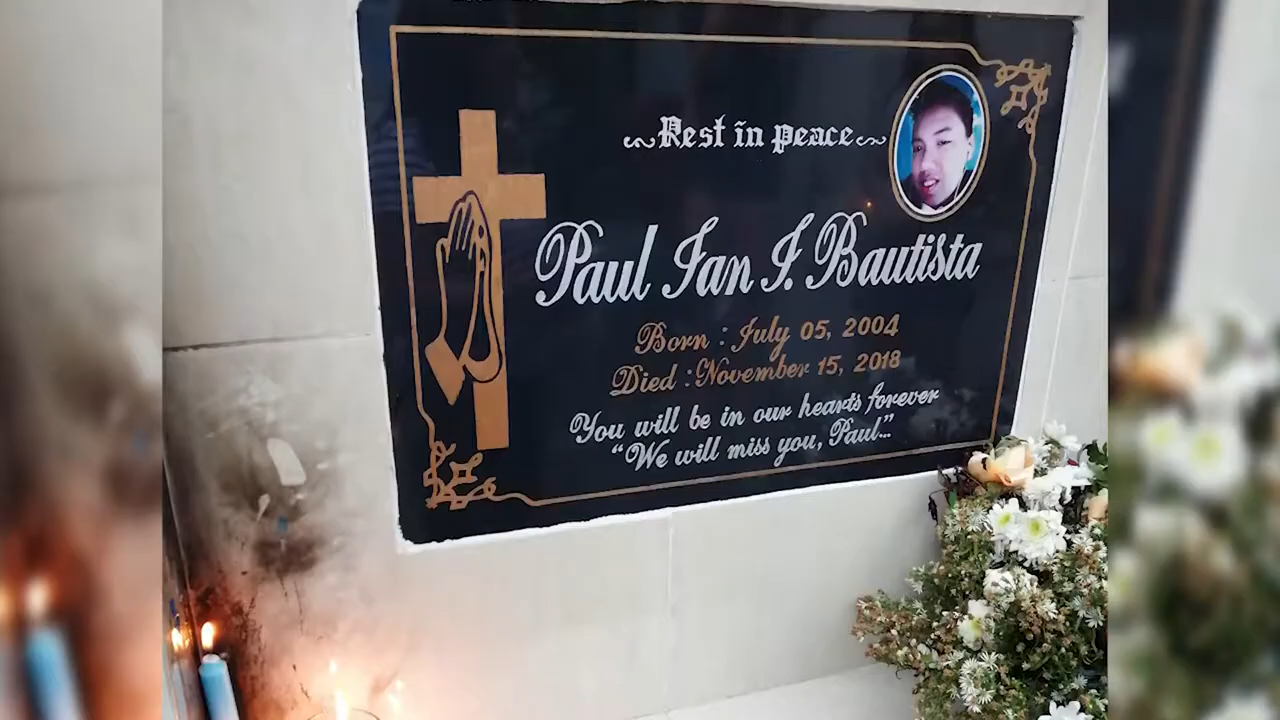 Rest in peace
Paul Ian I. Bautista
Born : July 05, 2004
Died : November 15, 2018
You will be in our hearts forever
“We will miss you, Paul...”